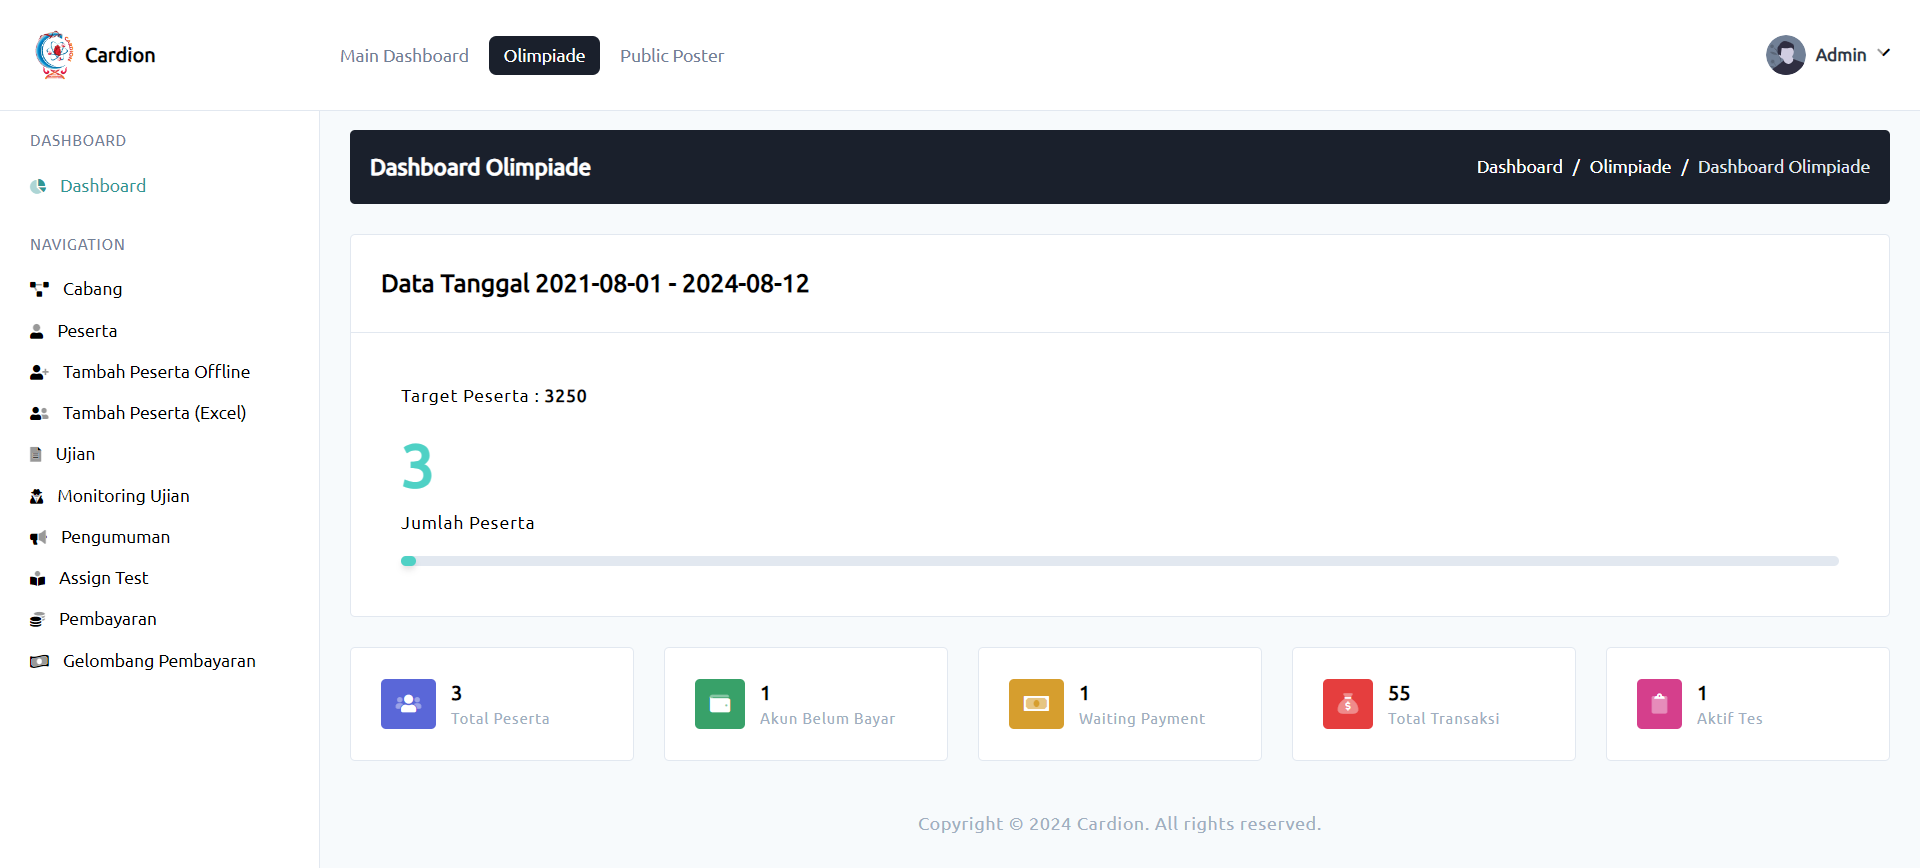 Cardion
Main Dashboard
Olimpiade
Public Poster
Admin
DASHBOARD
Dashboard
NAVIGATION
Cabang
Peserta
Tambah Peserta Offline
Tambah Peserta (Excel)
Ujian
Monitoring Ujian
Pengumuman
Assign Test
Pembayaran
Gelombang Pembayaran
Dashboard Olimpiade
Dashboard / Olimpiade / Dashboard Olimpiade
Data Tanggal 2021-08-01 - 2024-08-12
Target Peserta : 3250
3
Jumlah Peserta
3
Total Peserta
1
Akun Belum Bayar
1
Waiting Payment
55
Total Transaksi
1
Aktif Tes
Copyright © 2024 Cardion. All rights reserved.